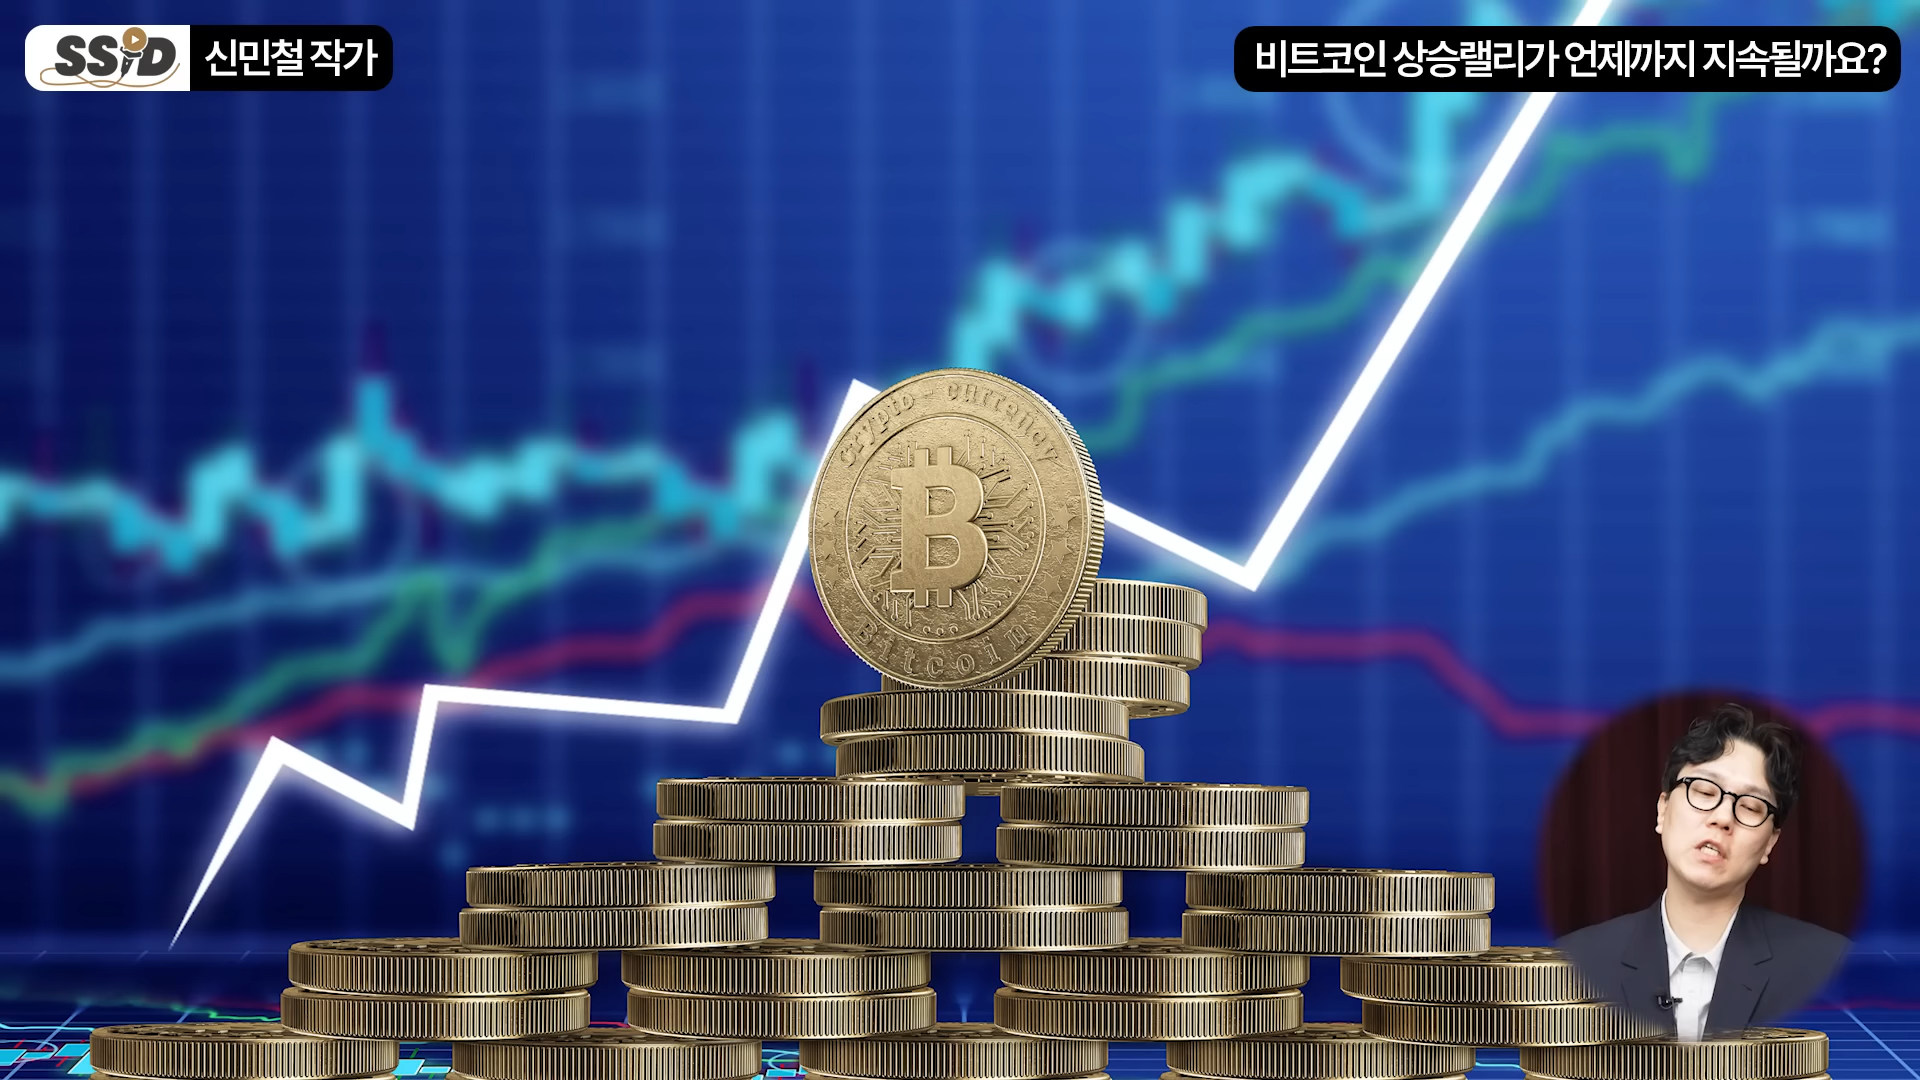 SSiD
신민철 작가
비트코인 상승랠리가 언제까지 지속될까요?
Crypto - Currency
B
Bitcoin